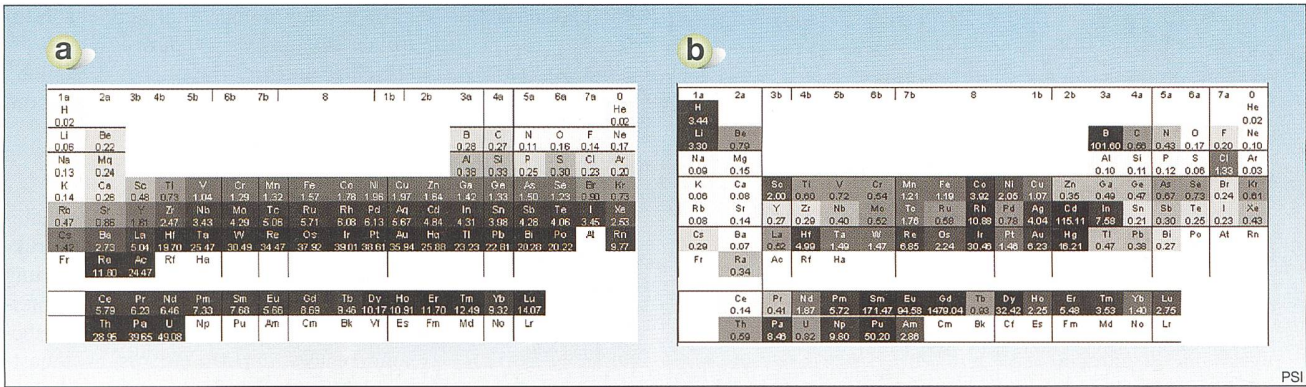 a
1a 2a 3b 4b 5b 6b 7b 8 1b 2b 3a 4a 5a 6a 7a 0
H He
0.02 0.02
Li Be B C N O F Ne
0.06 0.22 0.28 0.27 0.11 0.16 0.14 0.17
Na Mg Al Si P S Cl Ar
0.13 0.24 0.38 0.33 0.25 0.30 0.23 0.20
K Ca Sc Ti V Cr Mn Fe Co Ni Cu Zn Ga Ge As Se Br Kr
0.14 0.26 0.48 0.73 1.04 1.29 1.32 1.57 1.78 1.96 1.97 1.64 1.42 1.33 1.50 1.23 0.90 0.73
Rb Sr Y Zr Nb Mo Tc Ru Rh Pd Ag Cd In Sn Sb Te I Xe
0.47 0.86 1.61 2.47 3.43 4.29 5.06 5.71 6.08 6.13 5.67 4.84 4.31 3.98 4.28 4.06 3.45 2.53
Cs Ba La Hf Ta W Re Os Ir Pt Au Hg Tl Pb Bi Po At Rn
1.42 2.73 5.04 19.70 25.47 30.49 34.47 37.92 39.01 38.61 35.94 25.88 23.23 22.81 20.28 20.22 9.77
Fr Ra Ac Rf Ha
11.80 24.47
Ce Pr Nd Pm Sm Eu Gd Tb Dy Ho Er Tm Yb Lu
5.79 6.23 6.46 7.33 7.68 5.66 8.69 9.46 10.17 10.91 11.70 12.49 9.32 14.07
Th Pa U Np Pu Am Cm Bk Vf Es Fm Md No Lr
28.95 39.65 49.08
b
1a 2a 3b 4b 5b 6b 7b 8 1b 2b 3a 4a 5a 6a 7a 0
H He
3.44 0.02
Li Be B C N O F Ne
3.30 0.79 101.60 0.56 0.43 0.17 0.20 0.10
Na Mg Al Si P S Cl Ar
0.09 0.15 0.10 0.11 0.12 0.06 1.33 0.03
K Ca Sc Ti V Cr Mn Fe Co Ni Cu Zn Ga Ge As Se Br Kr
0.06 0.08 2.00 0.60 0.72 0.54 1.21 1.19 3.92 2.05 1.07 0.35 0.49 0.47 0.67 0.73 0.24 0.61
Rb Sr Y Zr Nb Mo Tc Ru Rh Pd Ag Cd In Sn Sb Te I Xe
0.08 0.14 0.27 0.29 0.40 0.52 1.76 0.58 10.88 0.78 4.04 115.11 7.58 0.21 0.30 0.25 0.23 0.43
Cs Ba La Hf Ta W Re Os Ir Pt Au Hg Tl Pb Bi Po At Rn
0.29 0.07 0.52 4.99 1.49 1.47 6.85 2.24 30.46 1.46 6.23 16.21 0.47 0.38 0.27
Fr Ra Ac Rf Ha
0.34
Ce Pr Nd Pm Sm Eu Gd Tb Dy Ho Er Tm Yb Lu
0.14 0.41 1.87 5.72 171.47 94.58 1479.04 0.93 32.42 2.25 5.48 3.53 1.40 2.75
Th Pa U Np Pu Am Cm Bk Cf Es Fm Md No Lr
0.59 8.46 0.82 9.80 50.20 2.86
PSI